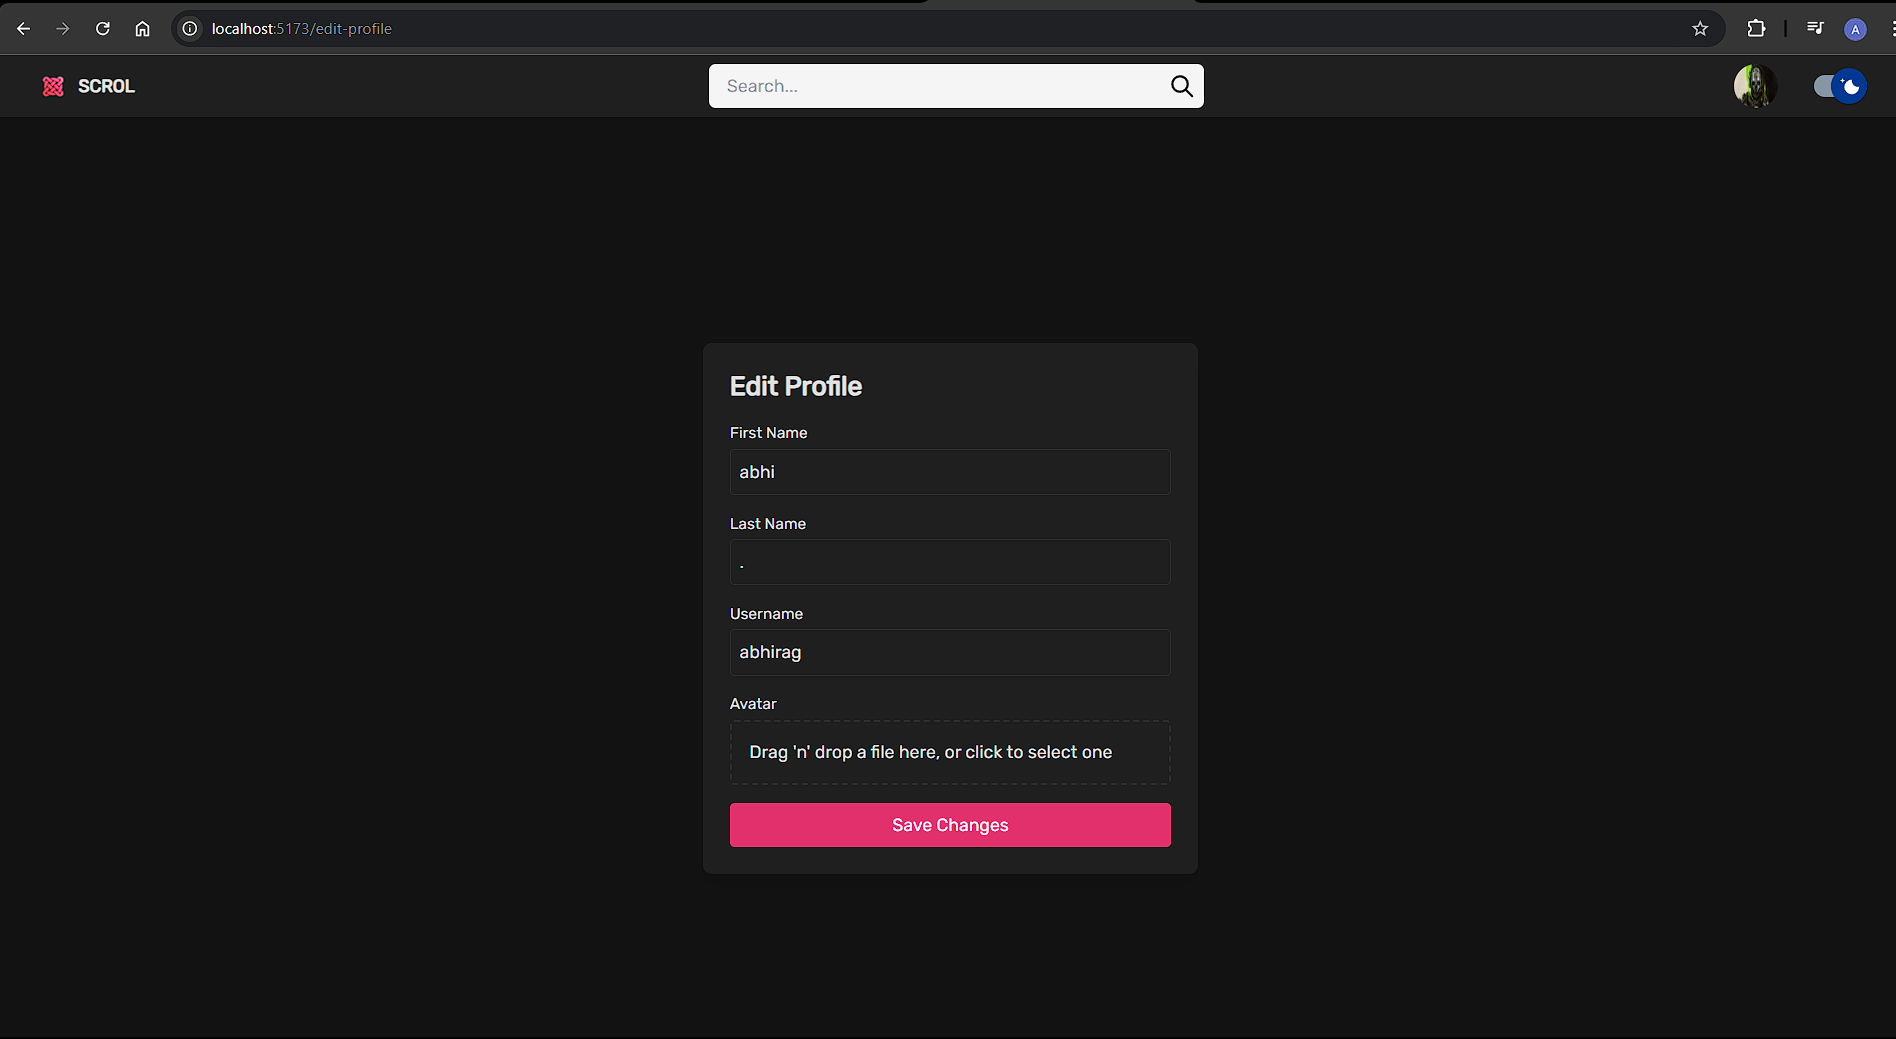 localhost:5173/edit-profile
A
SCROL
Search...
Edit Profile
First Name
abhi
Last Name
.
Username
abhirag
Avatar
Drag 'n' drop a file here, or click to select one
Save Changes